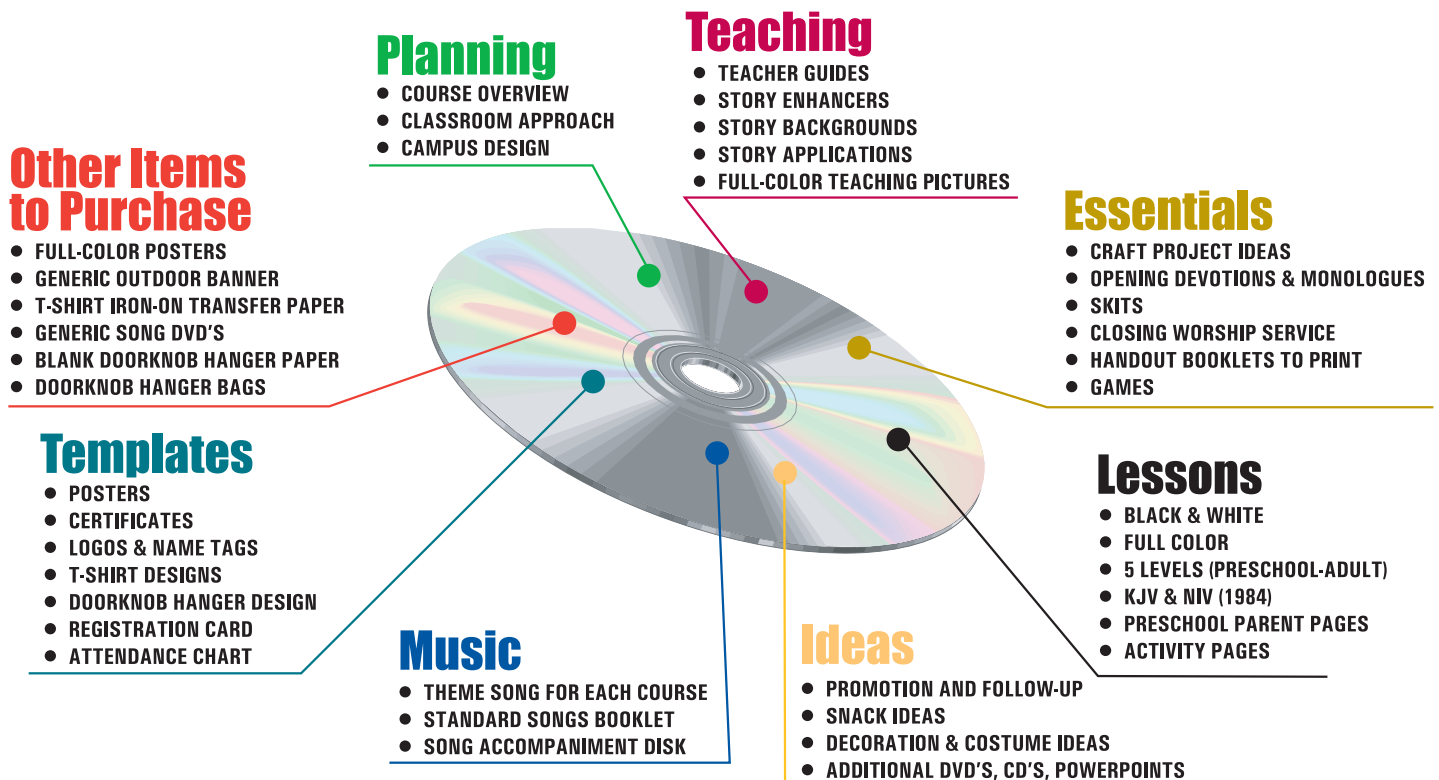 Planning
● COURSE OVERVIEW
● CLASSROOM APPROACH
● CAMPUS DESIGN
Teaching
● TEACHER GUIDES
● STORY ENHANCERS
● STORY BACKGROUNDS
● STORY APPLICATIONS
● FULL-COLOR TEACHING PICTURES
Other Items
to Purchase
● FULL-COLOR POSTERS
● GENERIC OUTDOOR BANNER
● T-SHIRT IRON-ON TRANSFER PAPER
● GENERIC SONG DVD'S
● BLANK DOORKNOB HANGER PAPER
● DOORKNOB HANGER BAGS
Essentials
● CRAFT PROJECT IDEAS
● OPENING DEVOTIONS & MONOLOGUES
● SKITS
● CLOSING WORSHIP SERVICE
● HANDOUT BOOKLETS TO PRINT
● GAMES
Templates
● POSTERS
● CERTIFICATES
● LOGOS & NAME TAGS
● T-SHIRT DESIGNS
● DOORKNOB HANGER DESIGN
● REGISTRATION CARD
● ATTENDANCE CHART
Lessons
● BLACK & WHITE
● FULL COLOR
● 5 LEVELS (PRESCHOOL-ADULT)
● KJV & NIV (1984)
● PRESCHOOL PARENT PAGES
● ACTIVITY PAGES
Music
● THEME SONG FOR EACH COURSE
● STANDARD SONGS BOOKLET
● SONG ACCOMPANIMENT DISK
Ideas
● PROMOTION AND FOLLOW-UP
● SNACK IDEAS
● DECORATION & COSTUME IDEAS
● ADDITIONAL DVD'S, CD'S, POWERPOINTS